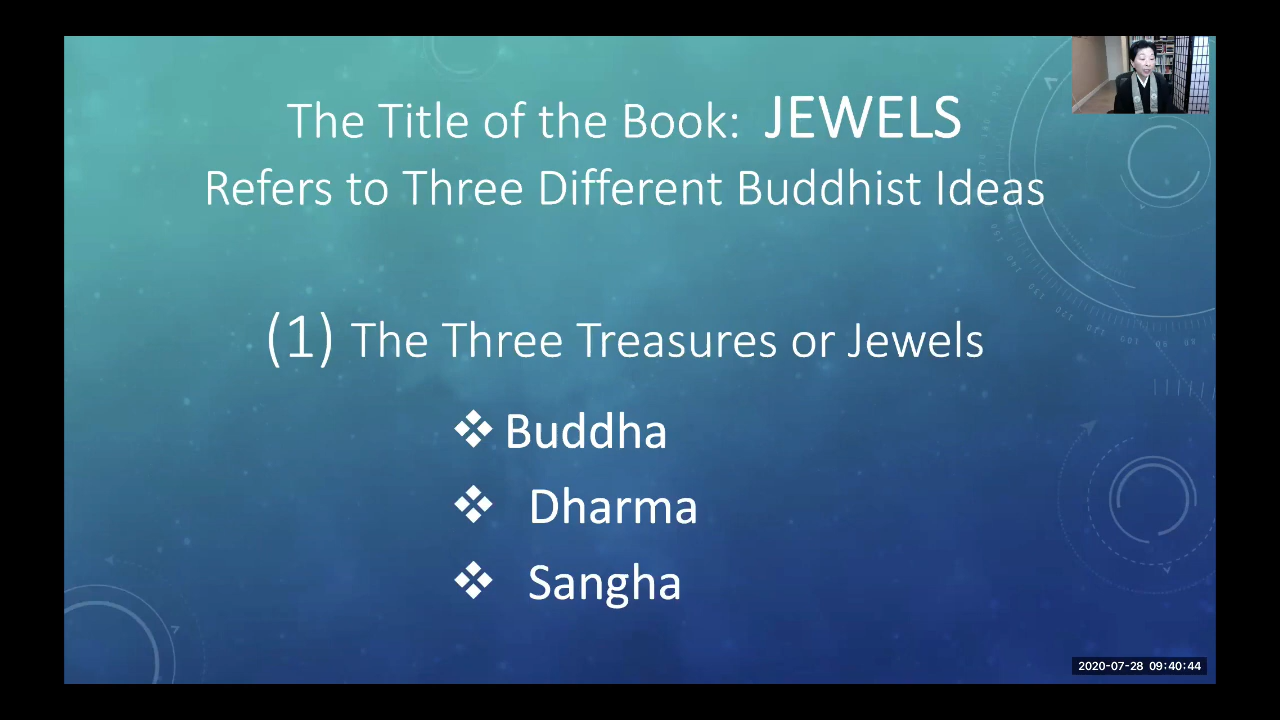 The Title of the Book: JEWELS
Refers to Three Different Buddhist Ideas
(1) The Three Treasures or Jewels
❖ Buddha
❖ Dharma
❖ Sangha
2020-07-28 09:40:44